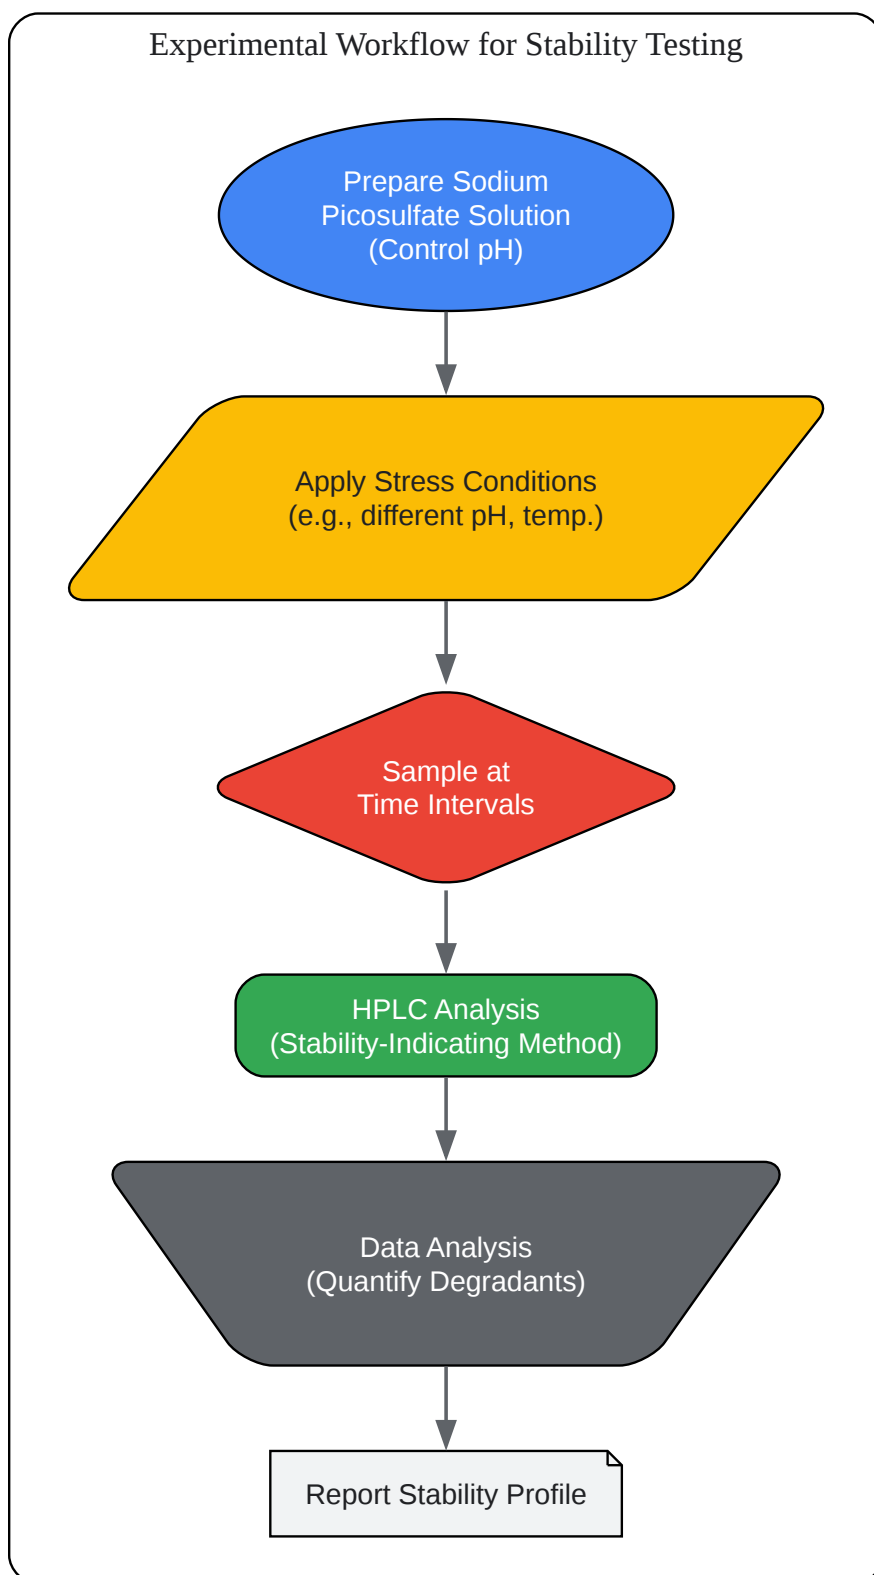 Experimental Workflow for Stability Testing
Prepare Sodium
Picosulfate Solution
(Control pH)
Apply Stress Conditions
(e.g., different pH, temp.)
Sample at
Time Intervals
HPLC Analysis
(Stability-Indicating Method)
Data Analysis
(Quantify Degradants)
Report Stability Profile